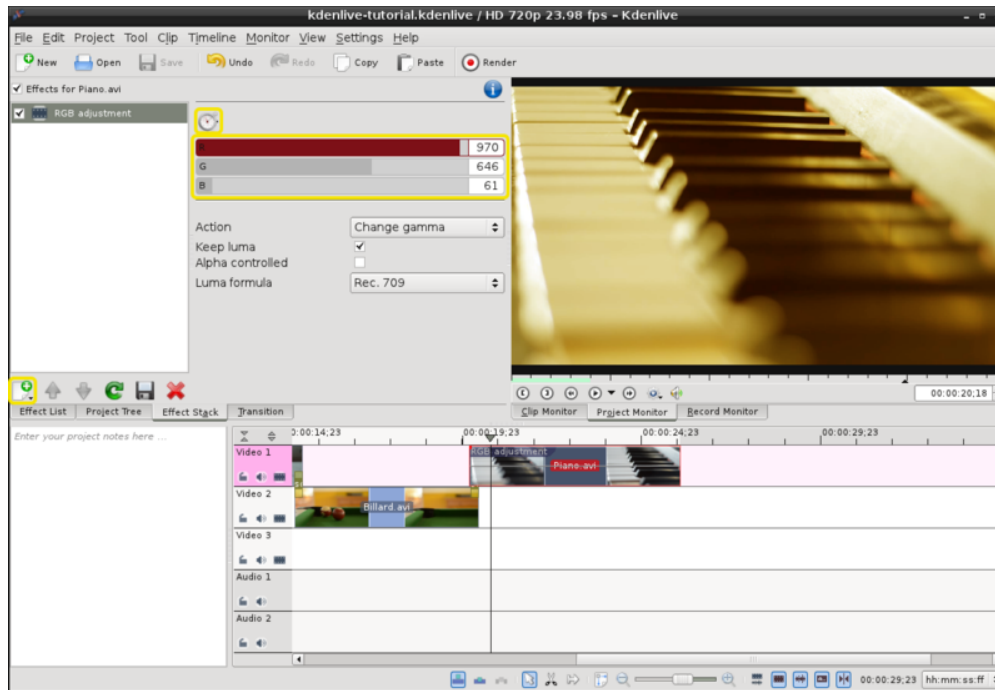 kdenlive-tutorial.kdenlive / HD 720p 23.98 fps – Kdenlive
File Edit Project Tool Clip Timeline Monitor View Settings Help
New Open Save Undo Redo Copy Paste Render
Effects for Piano.avi
RGB adjustment
R 970
G 646
B 61
Action Change gamma
Keep luma
Alpha controlled
Luma formula Rec. 709
00:00:20;18
Effect List Project Tree Effect Stack Transition Clip Monitor Project Monitor Record Monitor
Enter your project notes here ...
0:00:14;23 00:00:19;23 00:00:24;23 00:00:29;23
Video 1
RGB adjustment
Piano.avi
Video 2
Billard.avi
Video 3
Audio 1
Audio 2
00:00:29;23 hh:mm:ss:ff